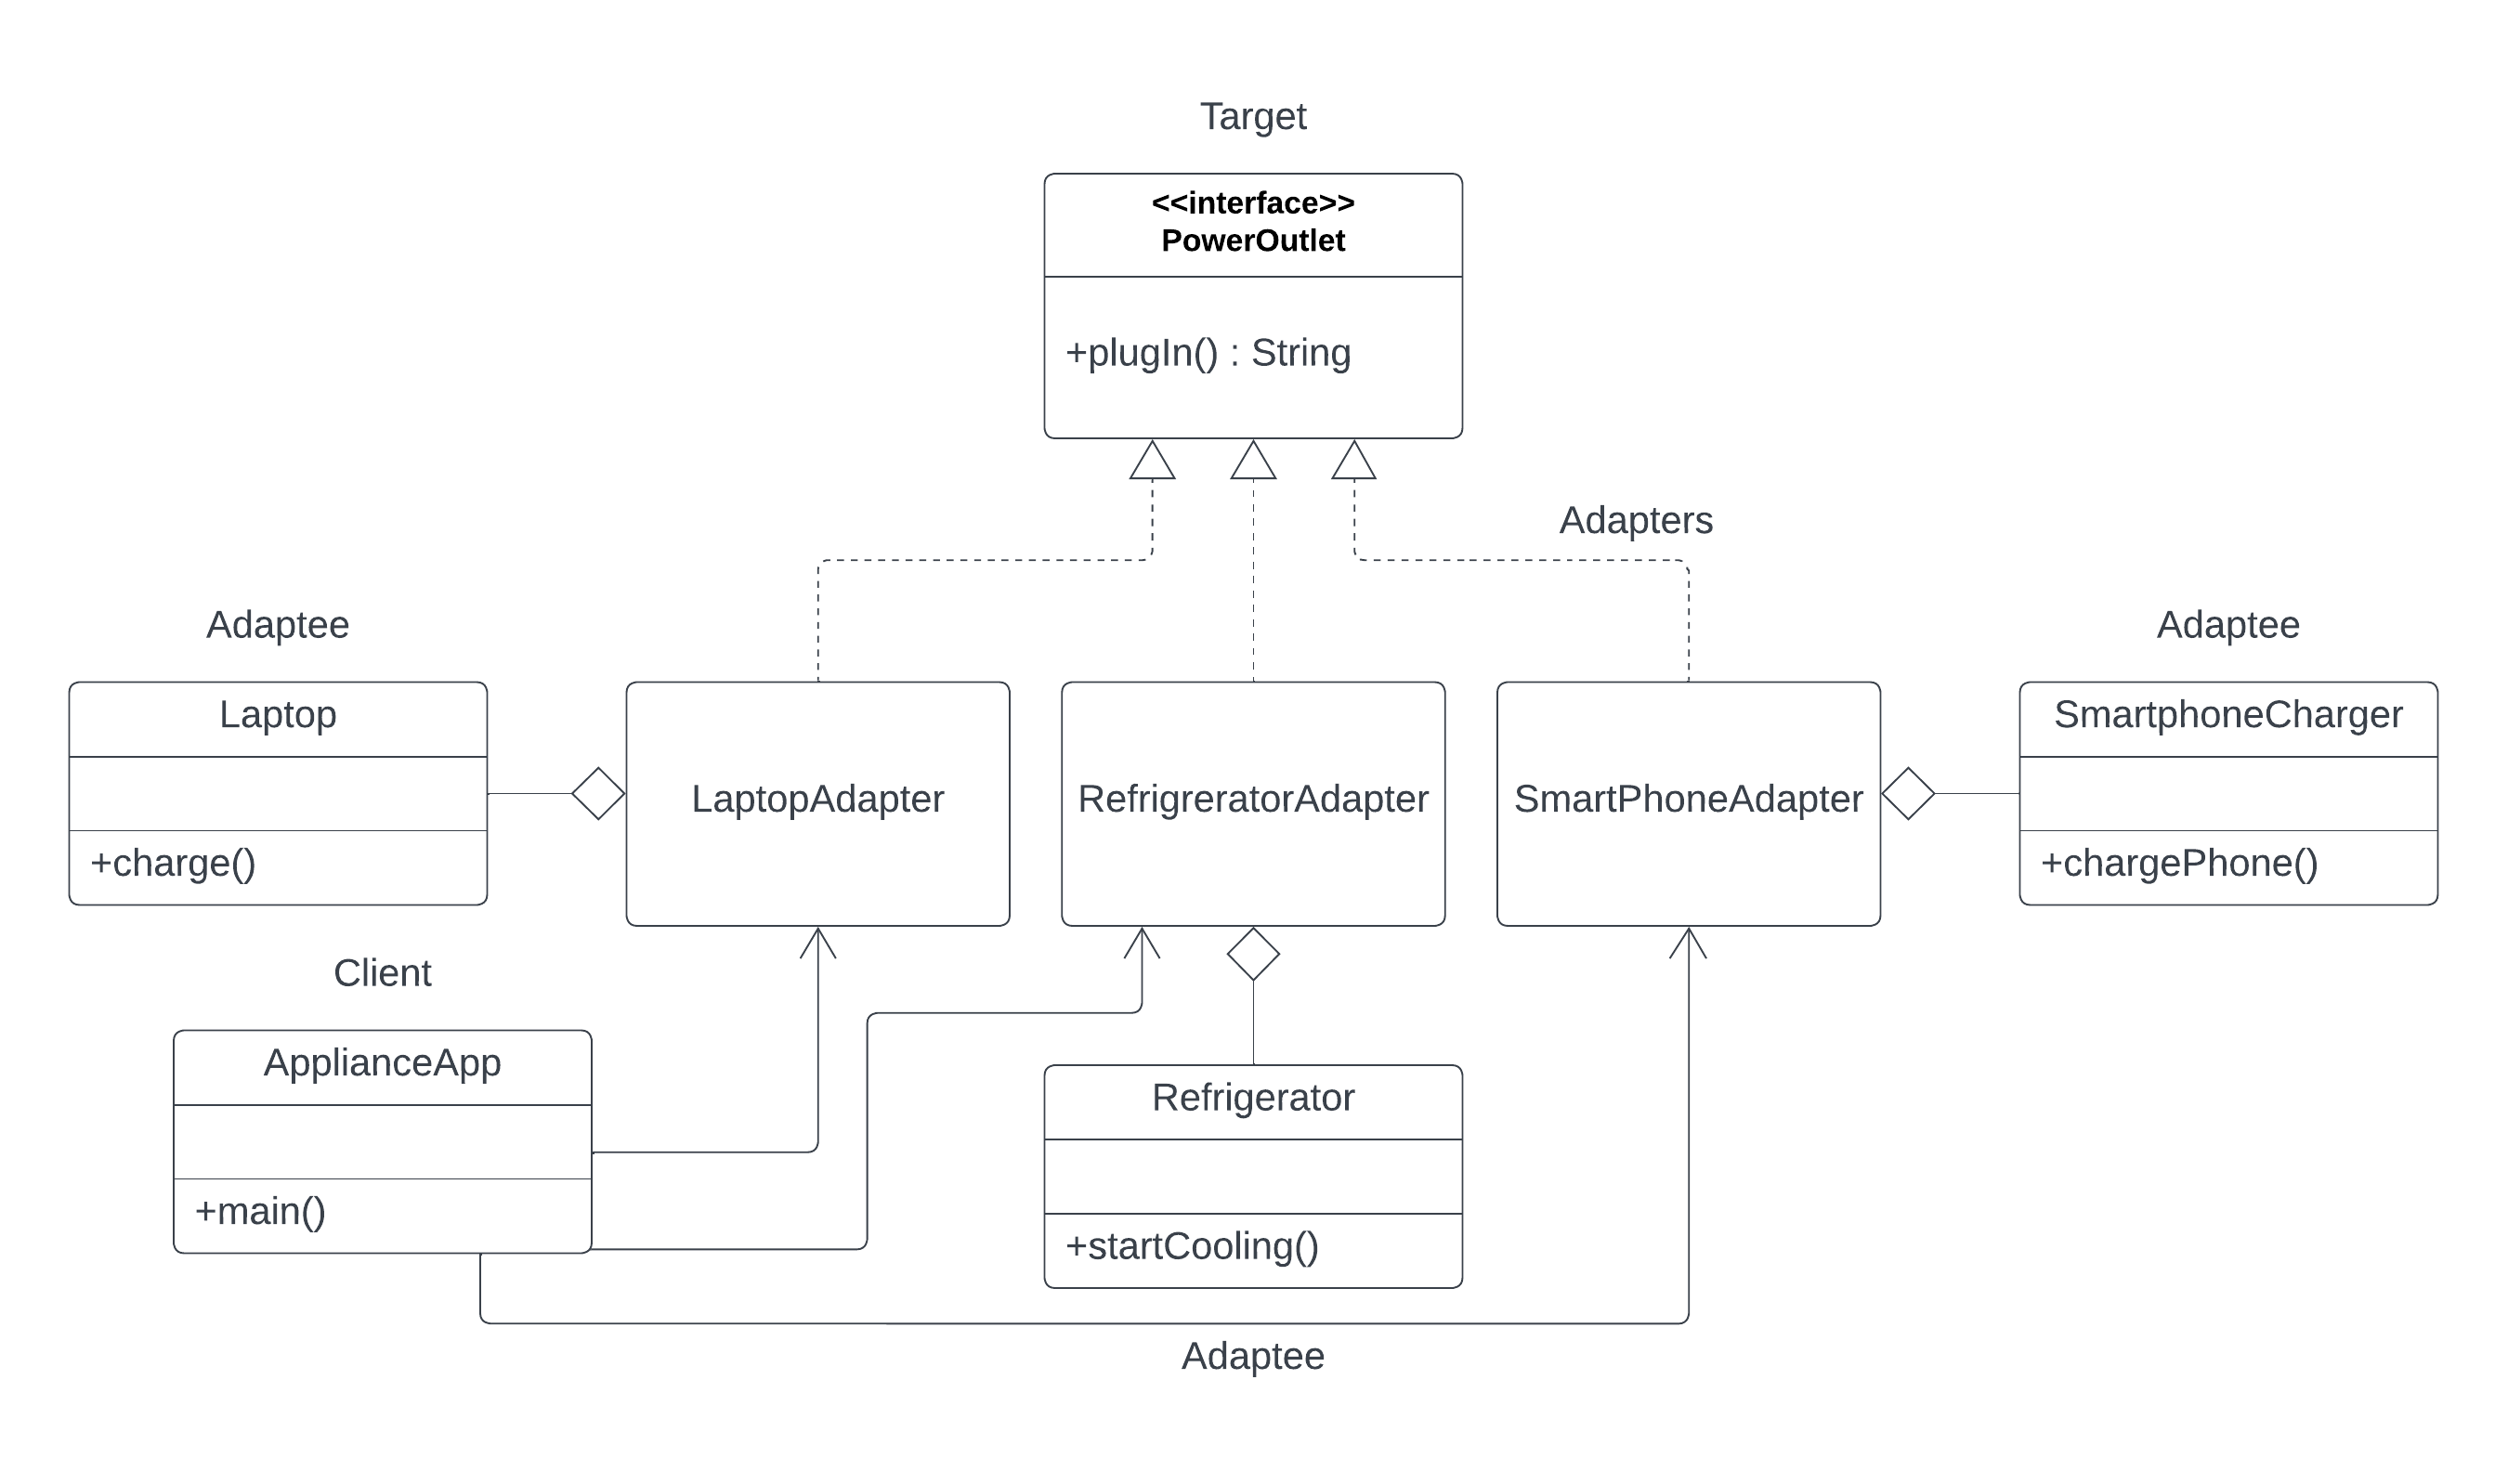 Target
<<interface>>
PowerOutlet
+plugIn() : String
Adapters
Adaptee
Adaptee
Laptop
+charge()
LaptopAdapter
RefrigreratorAdapter
SmartPhoneAdapter
SmartphoneCharger
+chargePhone()
Client
ApplianceApp
+main()
Refrigerator
+startCooling()
Adaptee